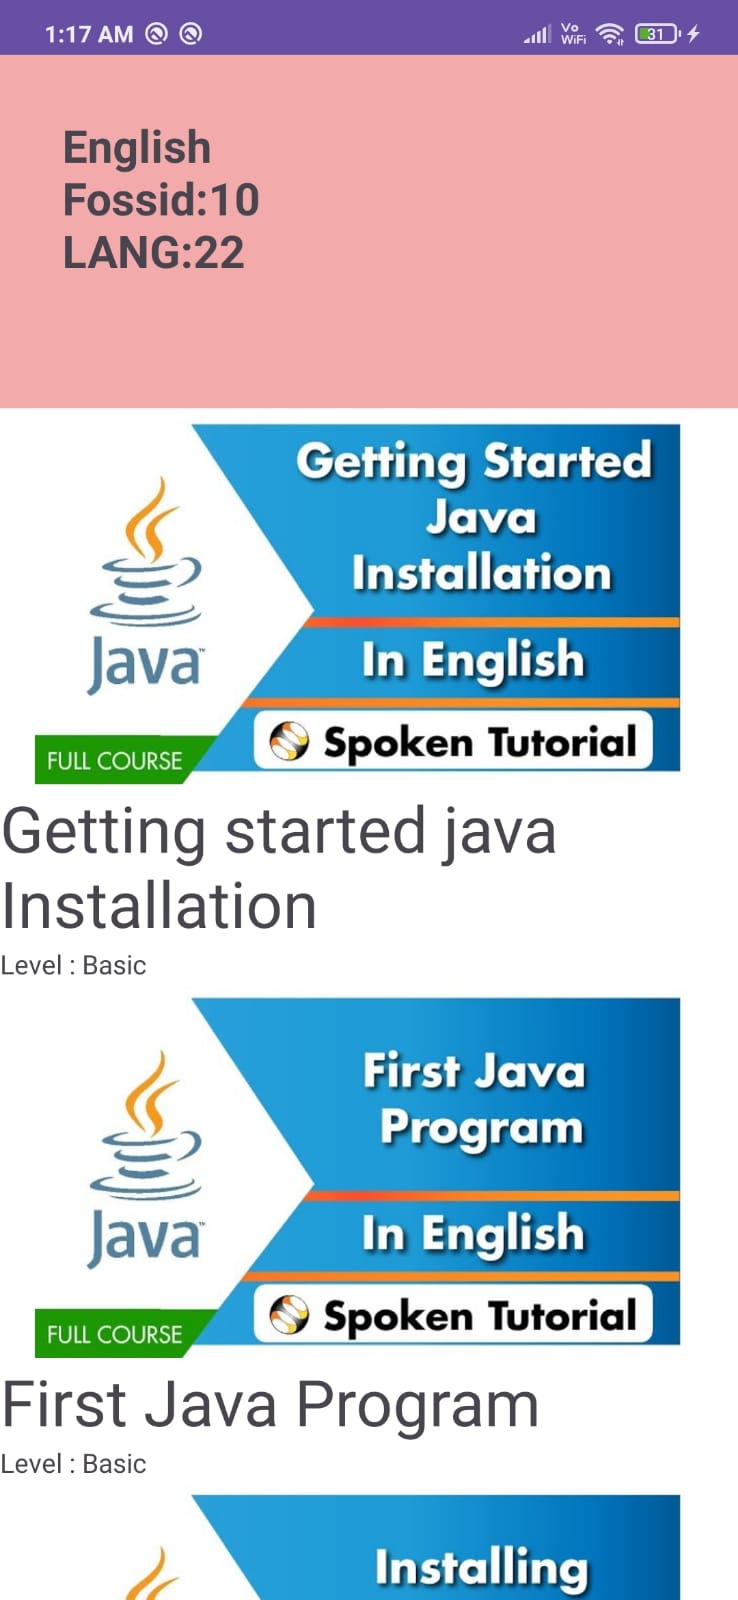 1:17 AM
Vo
WiFi
31
English
Fossid:10
LANG:22
Getting Started
Java
Installation
In English
Java™
FULL COURSE
Spoken Tutorial
Getting started java
Installation
Level : Basic
First Java
Program
In English
Java™
FULL COURSE
Spoken Tutorial
First Java Program
Level : Basic
Installing